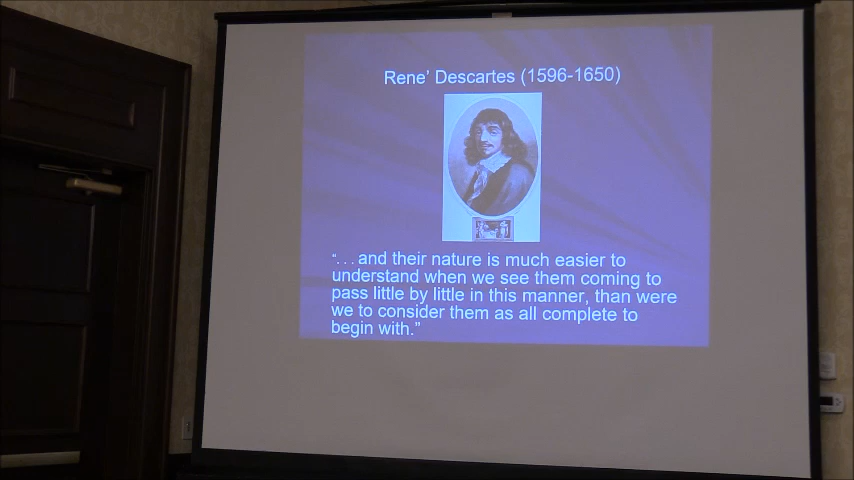 Rene' Descartes (1596-1650)
“. . . and their nature is much easier to
understand when we see them coming to
pass little by little in this manner, than were
we to consider them as all complete to
begin with.”